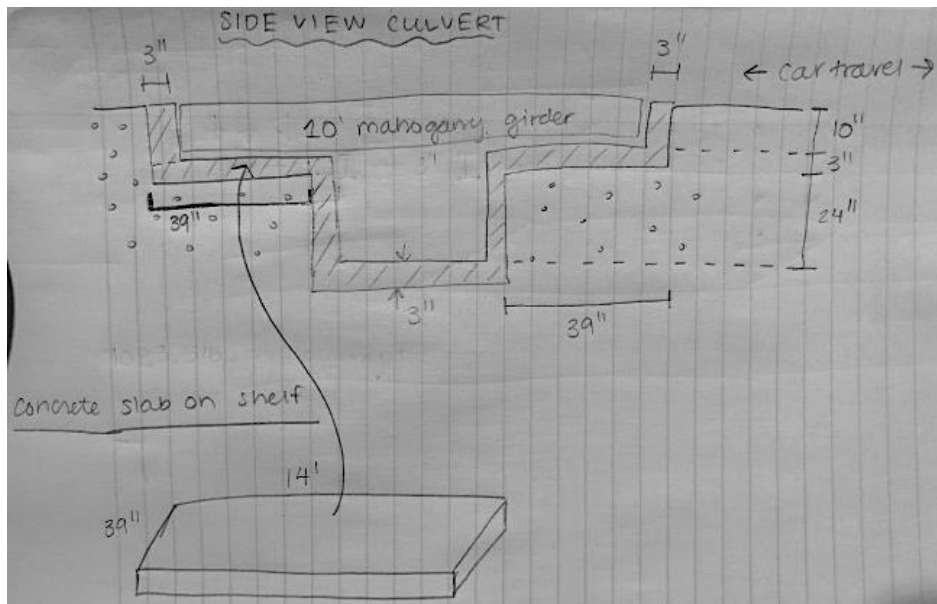 SIDE VIEW CULVERT
3"
3"
← car travel →
10' mahogany girder
10"
3"
24"
39"
3"
39"
Concrete slab on shelf
14'
39"